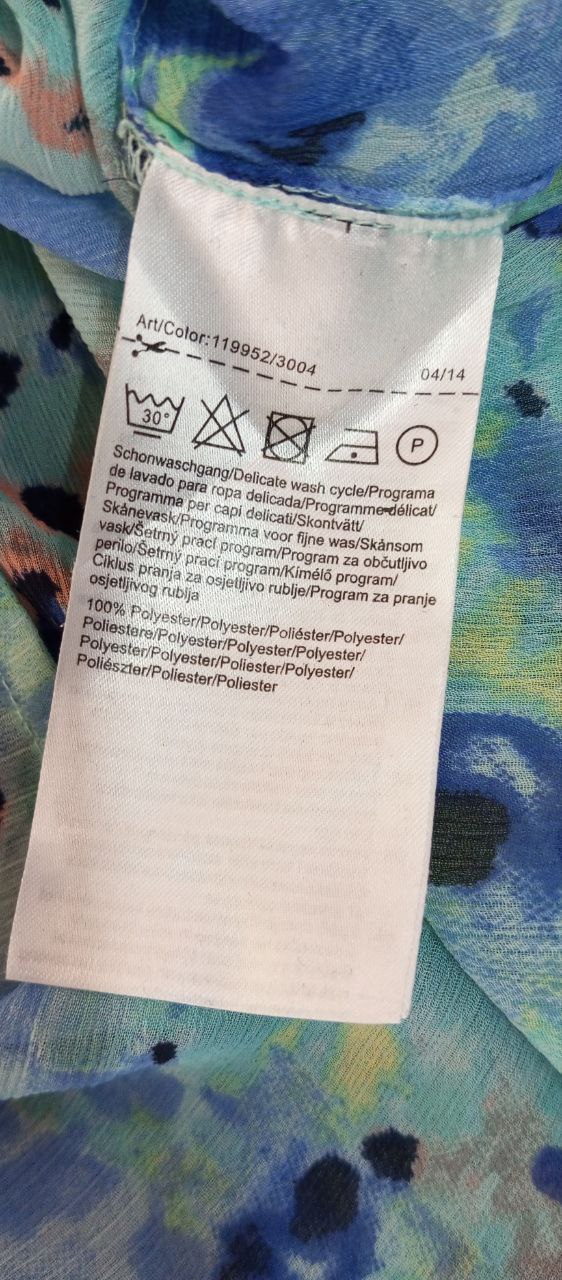 Art/Color:119952/3004
04/14
30°
P
Schonwaschgang/Delicate wash cycle/Programa
de lavado para ropa delicada/Programme délicat/
Programma per capi delicati/Skontvätt/
Skånevask/Programma voor fijne was/Skånsom
vask/Šetrný prací program/Program za občutljivo
perilo/Šetrný prací program/Kímélő program/
Ciklus pranja za osjetljivo rublje/Program za pranje
osjetljivog rublja
100% Polyester/Polyester/Poliéster/Polyester/
Poliestere/Polyester/Polyester/Polyester/
Polyester/Polyester/Poliester/Polyester/
Poliészter/Poliester/Poliester